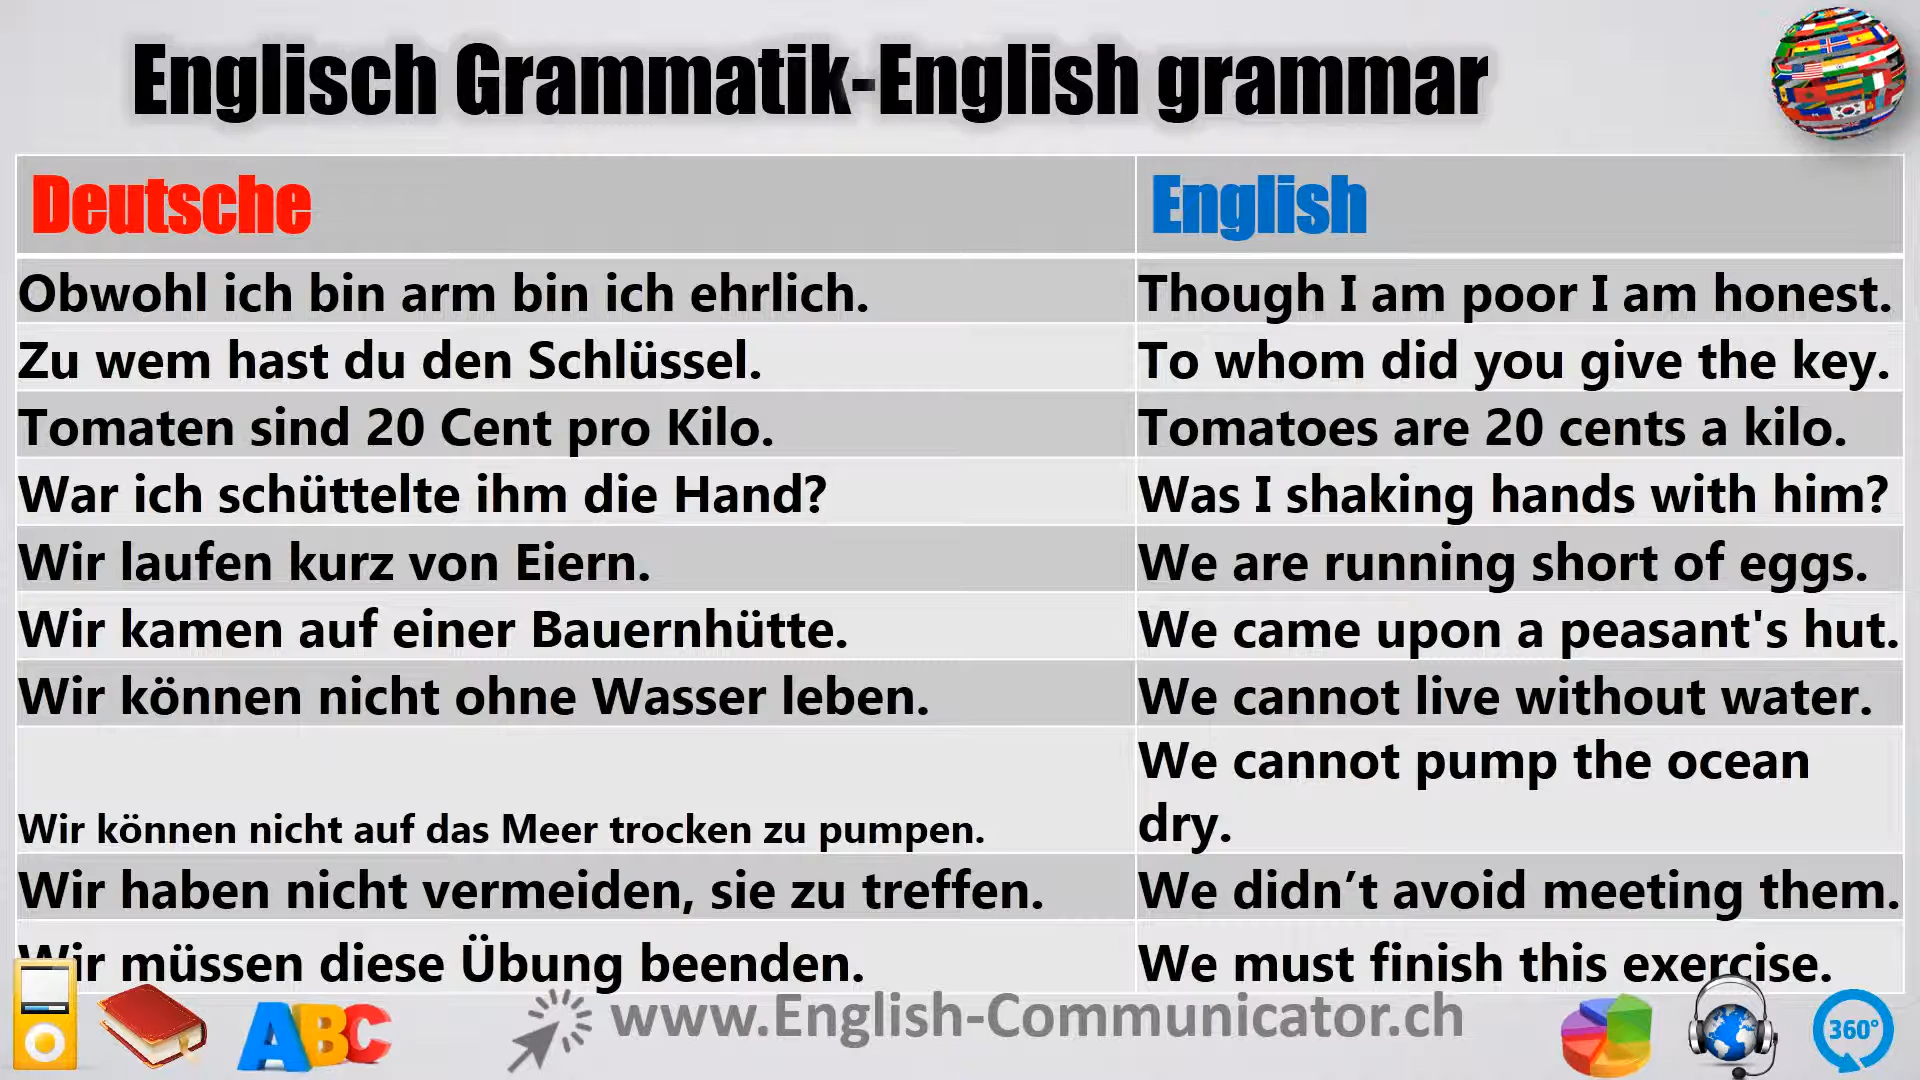 Englisch Grammatik-English grammar
Deutsche
English
Obwohl ich bin arm bin ich ehrlich.
Though I am poor I am honest.
Zu wem hast du den Schlüssel.
To whom did you give the key.
Tomaten sind 20 Cent pro Kilo.
Tomatoes are 20 cents a kilo.
War ich schüttelte ihm die Hand?
Was I shaking hands with him?
Wir laufen kurz von Eiern.
We are running short of eggs.
Wir kamen auf einer Bauernhütte.
We came upon a peasant's hut.
Wir können nicht ohne Wasser leben.
We cannot live without water.
Wir können nicht auf das Meer trocken zu pumpen.
We cannot pump the ocean
dry.
Wir haben nicht vermeiden, sie zu treffen.
We didn’t avoid meeting them.
Wir müssen diese Übung beenden.
We must finish this exercise.
ABC
www.English-Communicator.ch
360°